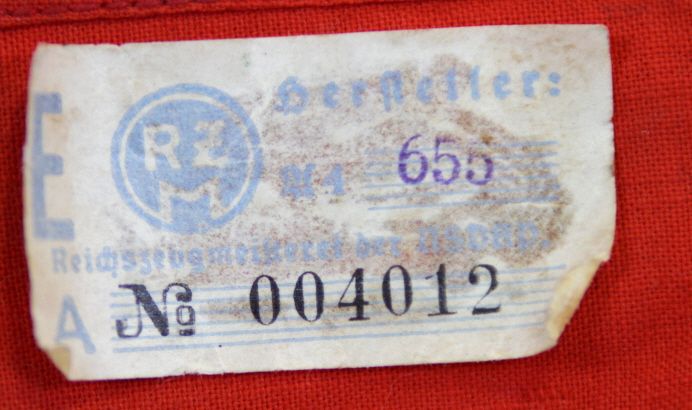 E
RZM
Hersteller:
M4 655
Reichszeugmeisterei der NSDAP.
A № 004012